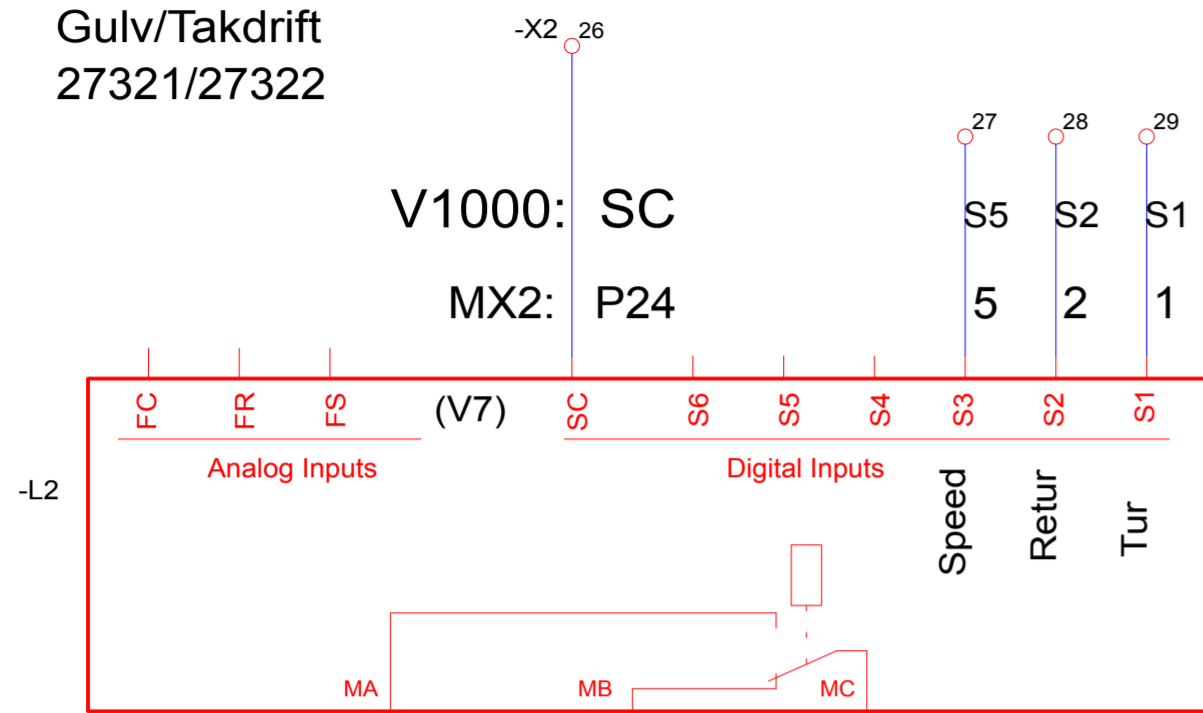 Gulv/Takdrift
27321/27322
-X2 26
27 28 29
V1000: SC S5 S2 S1
MX2: P24 5 2 1
FC FR FS (V7) SC S6 S5 S4 S3 S2 S1
Analog Inputs Digital Inputs
-L2
Speed Retur Tur
MA MB MC